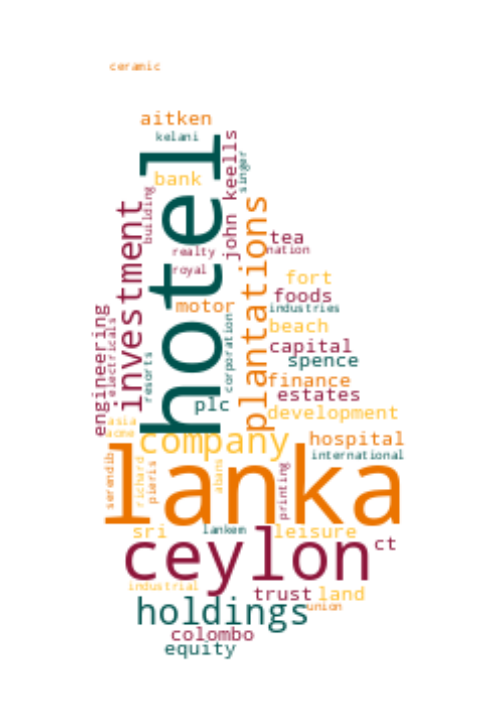 ceramic
aitken
kelani
hotel
john keells
singer
bank
building
investment
plantations
tea
nation
realty
royal
fort
motor
foods
industries
beach
corporation
engineering
electricals
capital
spence
resorts
finance
estates
plc
development
asia
acme
company
hospital
international
lanka
serendib
richard
pieris
abans
printing
sri
lankem
leisure
ceylon
ct
industrial
trust
land
holdings
union
colombo
equity